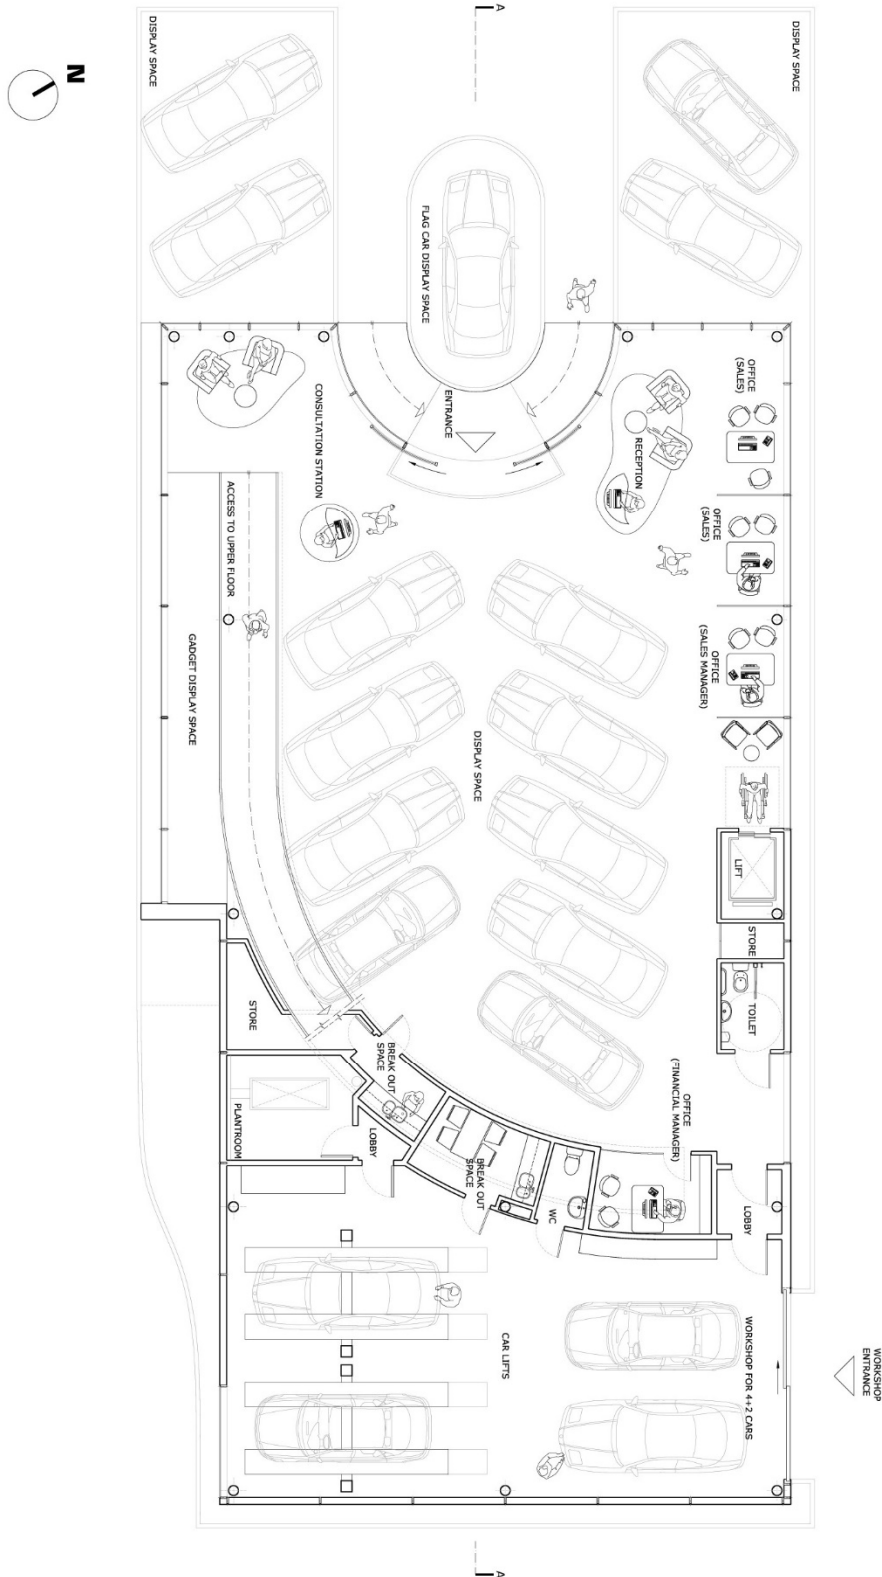 A
N
DISPLAY SPACE
DISPLAY SPACE
FLAG CAR DISPLAY SPACE
ENTRANCE
CONSULTATION STATION
RECEPTION
OFFICE
(SALES)
OFFICE
(SALES)
OFFICE
(SALES MANAGER)
ACCESS TO UPPER FLOOR
GADGET DISPLAY SPACE
DISPLAY SPACE
LIFT
STORE
TOILET
STORE
BREAK OUT
SPACE
OFFICE
(FINANCIAL MANAGER)
PLANTROOM
LOBBY
BREAK OUT
SPACE
WC
LOBBY
CAR LIFTS
WORKSHOP FOR 4+2 CARS
WORKSHOP
ENTRANCE
A